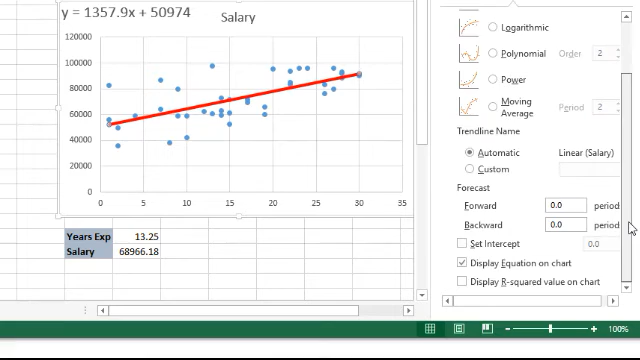 y = 1357.9x + 50974
Salary
120000
100000
80000
60000
40000
20000
0
0 5 10 15 20 25 30 35
Years Exp 13.25
Salary 68966.18
Logarithmic
Polynomial Order 2
Power
Moving Average Period 2
Trendline Name
Automatic Linear (Salary)
Custom
Forecast
Forward 0.0 period
Backward 0.0 period
Set Intercept 0.0
Display Equation on chart
Display R-squared value on chart
100%